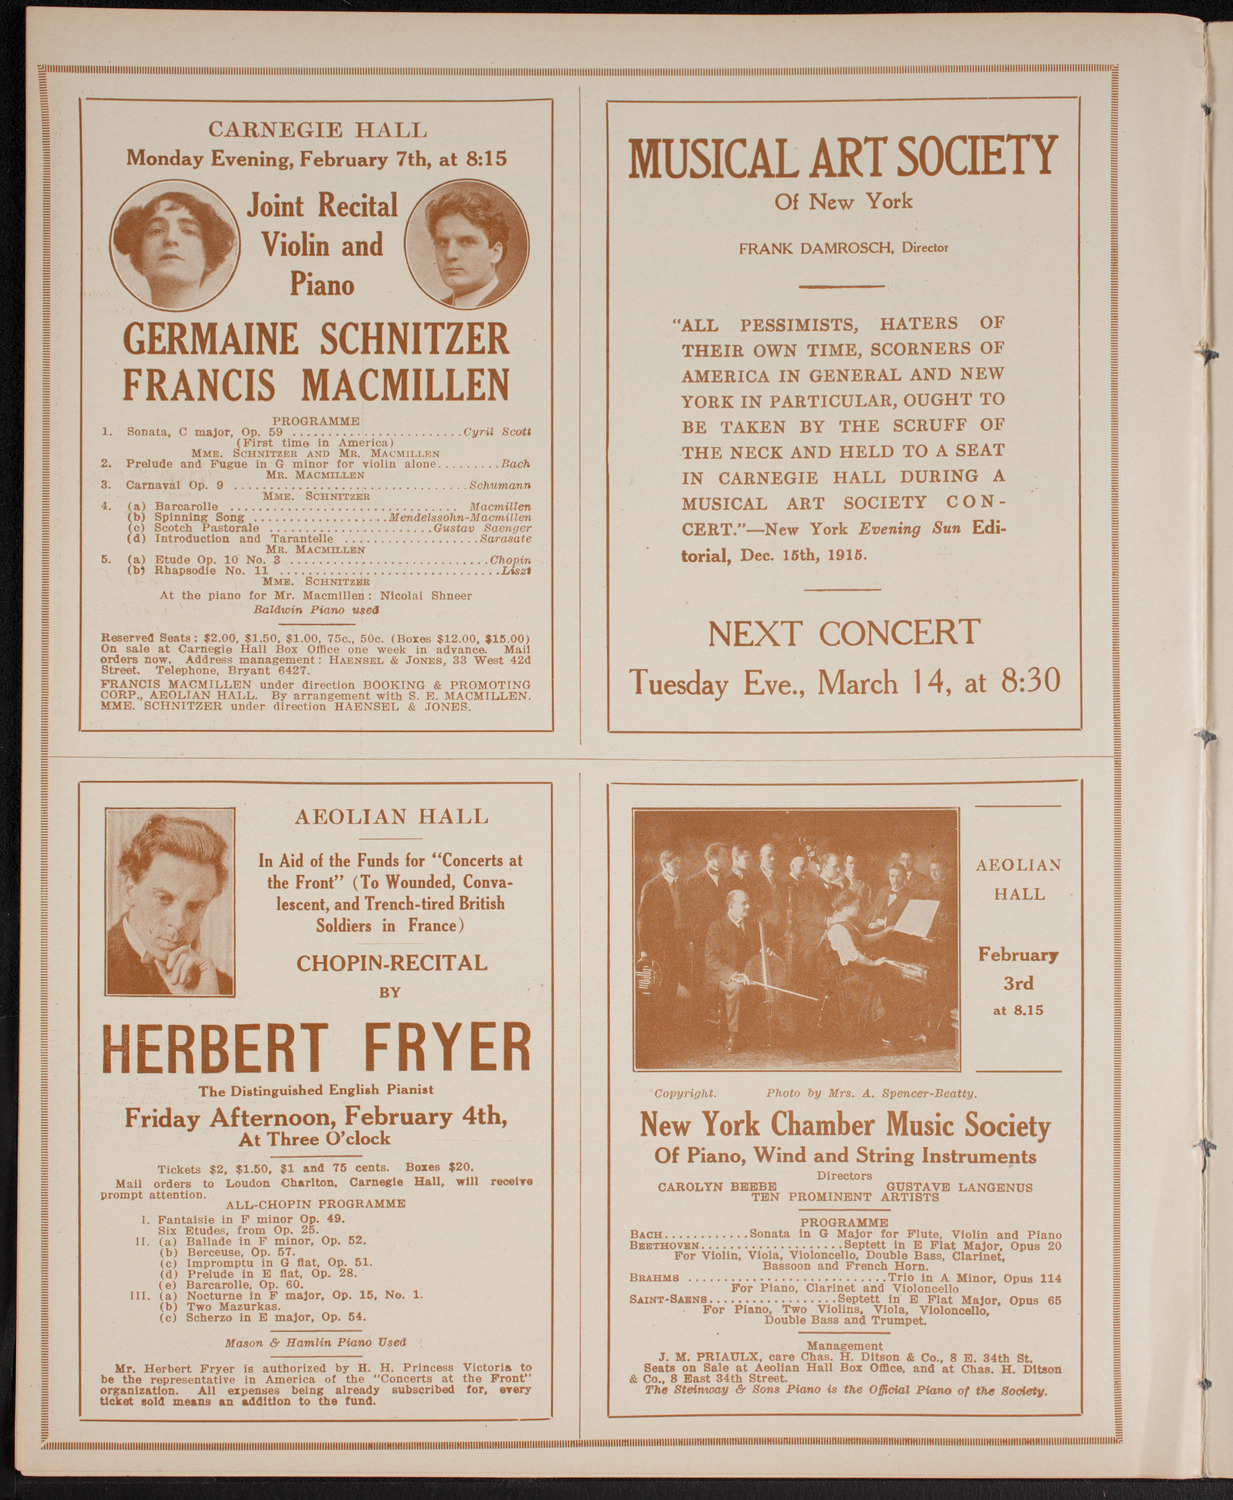 CARNEGIE HALL
Monday Evening, February 7th, at 8:15
Joint Recital
Violin and
Piano
GERMAINE SCHNITZER
FRANCIS MACMILLEN
PROGRAMME
1. Sonata, C major, Op. 59 ........................Cyril Scott
(First time in America)
MME. SCHNITZER AND MR. MACMILLEN
2. Prelude and Fugue in G minor for violin alone.........Bach
MR. MACMILLEN
3. Carnaval Op. 9 .................................Schumann
MME. SCHNITZER
4. (a) Barcarolle ................................ Macmillen
(b) Spinning Song ...................Mendelssohn-Macmillen
(c) Scotch Pastorale .......................Gustav Saenger
(d) Introduction and Tarantelle ...................Sarasate
MR. MACMILLEN
5. (a) Etude Op. 10 No. 3 ............................Chopin
(b) Rhapsodie No. 11 ...............................Liszt
MME. SCHNITZER
At the piano for Mr. Macmillen: Nicolai Shneer
Baldwin Piano used
Reserved Seats: $2.00, $1.50, $1.00, 75c., 50c. (Boxes $12.00, $15.00)
On sale at Carnegie Hall Box Office one week in advance. Mail
orders now. Address management: HAENSEL & JONES, 33 West 42d
Street. Telephone, Bryant 6427.
FRANCIS MACMILLEN under direction BOOKING & PROMOTING
CORP., AEOLIAN HALL. By arrangement with S. E. MACMILLEN.
MME. SCHNITZER under direction HAENSEL & JONES.
MUSICAL ART SOCIETY
Of New York
FRANK DAMROSCH, Director
"ALL PESSIMISTS, HATERS OF
THEIR OWN TIME, SCORNERS OF
AMERICA IN GENERAL AND NEW
YORK IN PARTICULAR, OUGHT TO
BE TAKEN BY THE SCRUFF OF
THE NECK AND HELD TO A SEAT
IN CARNEGIE HALL DURING A
MUSICAL ART SOCIETY CON-
CERT."—New York Evening Sun Edi-
torial, Dec. 15th, 1915.
NEXT CONCERT
Tuesday Eve., March 14, at 8:30
AEOLIAN HALL
In Aid of the Funds for "Concerts at
the Front" (To Wounded, Conva-
lescent, and Trench-tired British
Soldiers in France)
CHOPIN-RECITAL
BY
HERBERT FRYER
The Distinguished English Pianist
Friday Afternoon, February 4th,
At Three O'clock
Tickets $2, $1.50, $1 and 75 cents. Boxes $20.
Mail orders to Loudon Charlton, Carnegie Hall, will receive
prompt attention.
ALL-CHOPIN PROGRAMME
I. Fantaisie in F minor Op. 49.
Six Etudes, from Op. 25.
II. (a) Ballade in F minor, Op. 52.
(b) Berceuse, Op. 57.
(c) Impromptu in G flat, Op. 51.
(d) Prelude in E flat, Op. 28.
(e) Barcarolle, Op. 60.
III. (a) Nocturne in F major, Op. 15, No. 1.
(b) Two Mazurkas.
(c) Scherzo in E major, Op. 54.
Mason & Hamlin Piano Used
Mr. Herbert Fryer is authorized by H. H. Princess Victoria to
be the representative in America of the "Concerts at the Front"
organization. All expenses being already subscribed for, every
ticket sold means an addition to the fund.
AEOLIAN
HALL
February
3rd
at 8.15
Copyright. Photo by Mrs. A. Spencer-Beatty.
New York Chamber Music Society
Of Piano, Wind and String Instruments
Directors
CAROLYN BEEBE GUSTAVE LANGENUS
TEN PROMINENT ARTISTS
PROGRAMME
BACH............Sonata in G Major for Flute, Violin and Piano
BEETHOVEN....................Septett in E Flat Major, Opus 20
For Violin, Viola, Violoncello, Double Bass, Clarinet,
Bassoon and French Horn.
BRAHMS ............................Trio in A Minor, Opus 114
For Piano, Clarinet and Violoncello
SAINT-SAENS..................Septett in E Flat Major, Opus 65
For Piano, Two Violins, Viola, Violoncello,
Double Bass and Trumpet.
Management
J. M. PRIAULX, care Chas. H. Ditson & Co., 8 E. 34th St.
Seats on Sale at Aeolian Hall Box Office, and at Chas. H. Ditson
& Co., 8 East 34th Street.
The Steinway & Sons Piano is the Official Piano of the Society.